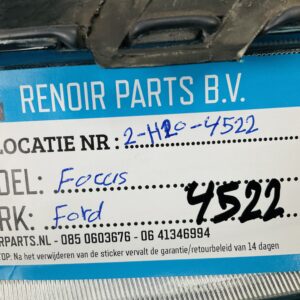 RENOIR PARTS B.V.
LOCATIE NR: 2-H20-4522
DEL: Focus
RK: Ford
4522
RPARTS.NL - 085 0603676 - 06 41346994
TOP: Na het verwijderen van de sticker vervalt de garantie/retourbeleid van 14 dagen